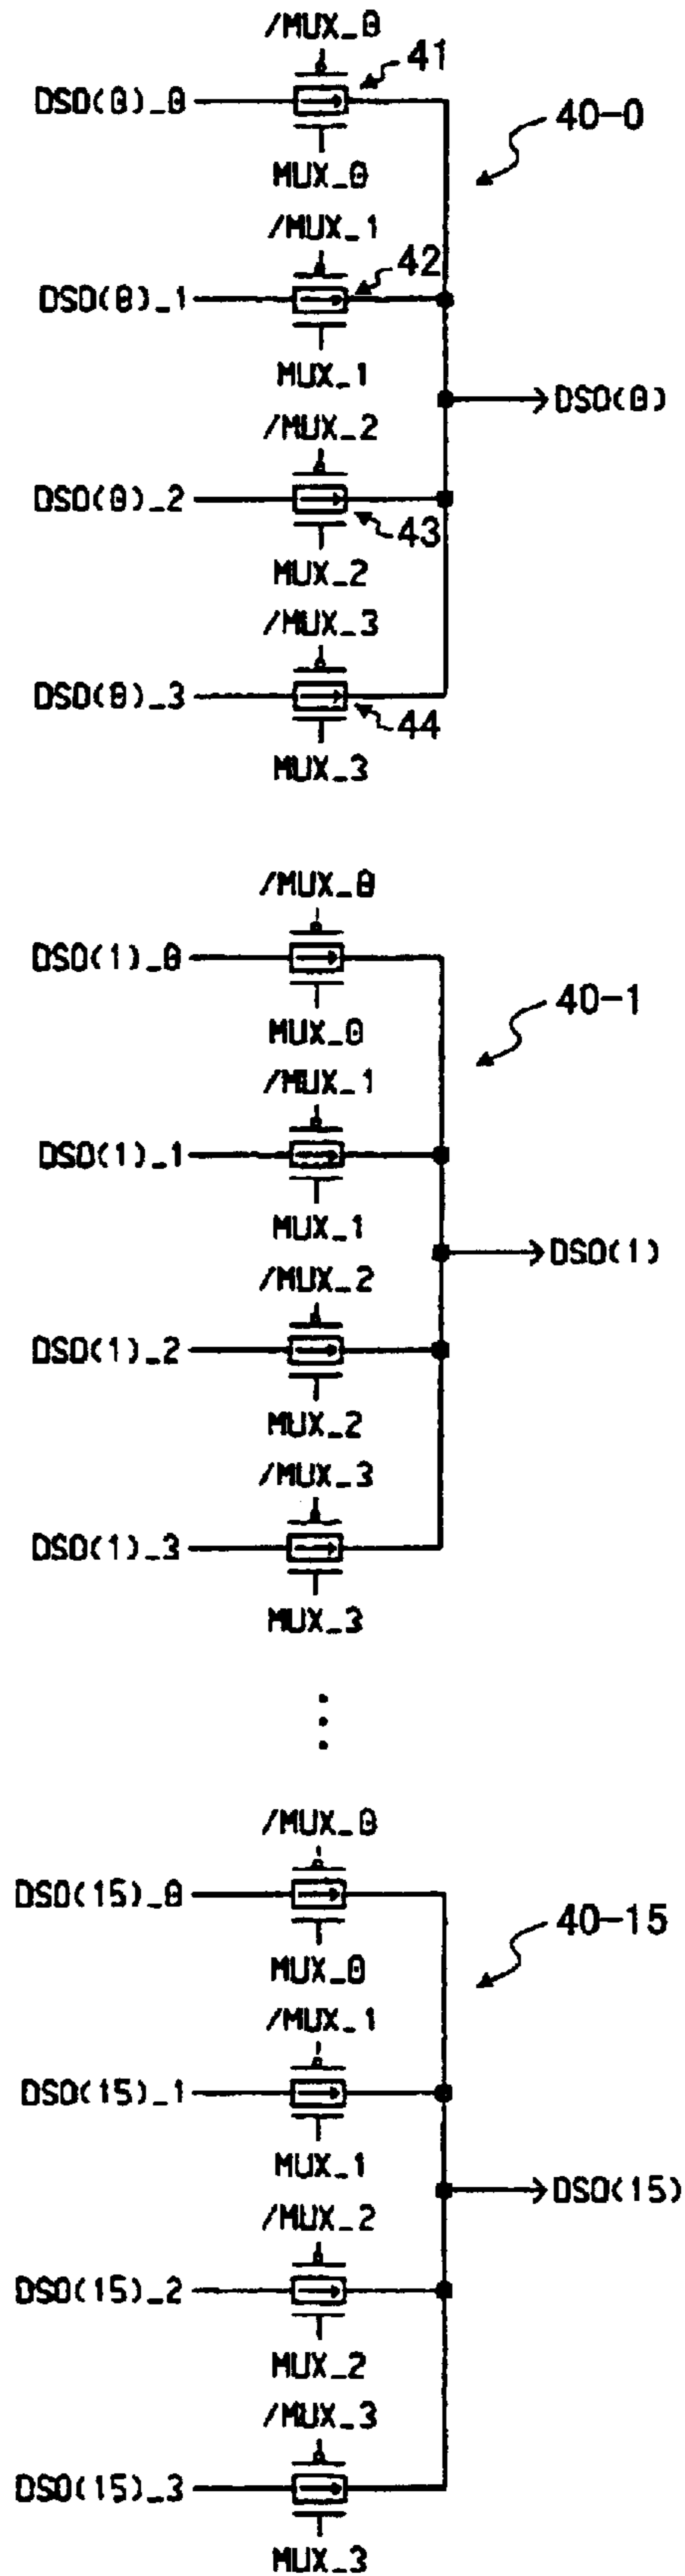 /MUX_0
41
DSO(0)_0
40-0
MUX_0
/MUX_1
42
DSO(0)_1
MUX_1
DSO(0)
/MUX_2
DSO(0)_2
43
MUX_2
/MUX_3
DSO(0)_3
44
MUX_3
/MUX_0
DSO(1)_0
40-1
MUX_0
/MUX_1
DSO(1)_1
MUX_1
DSO(1)
/MUX_2
DSO(1)_2
MUX_2
/MUX_3
DSO(1)_3
MUX_3
/MUX_0
DSO(15)_0
40-15
MUX_0
/MUX_1
DSO(15)_1
MUX_1
DSO(15)
/MUX_2
DSO(15)_2
MUX_2
/MUX_3
DSO(15)_3
MUX_3